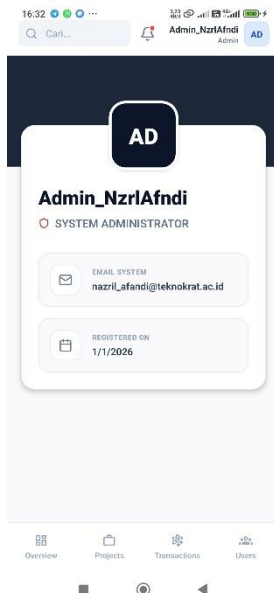 16:32
Cari...
Admin_NzrlAfndi
Admin
AD
AD
Admin_NzrlAfndi
SYSTEM ADMINISTRATOR
EMAIL SYSTEM
nazril_afandi@teknokrat.ac.id
REGISTERED ON
1/1/2026
Overview
Projects
Transactions
Users